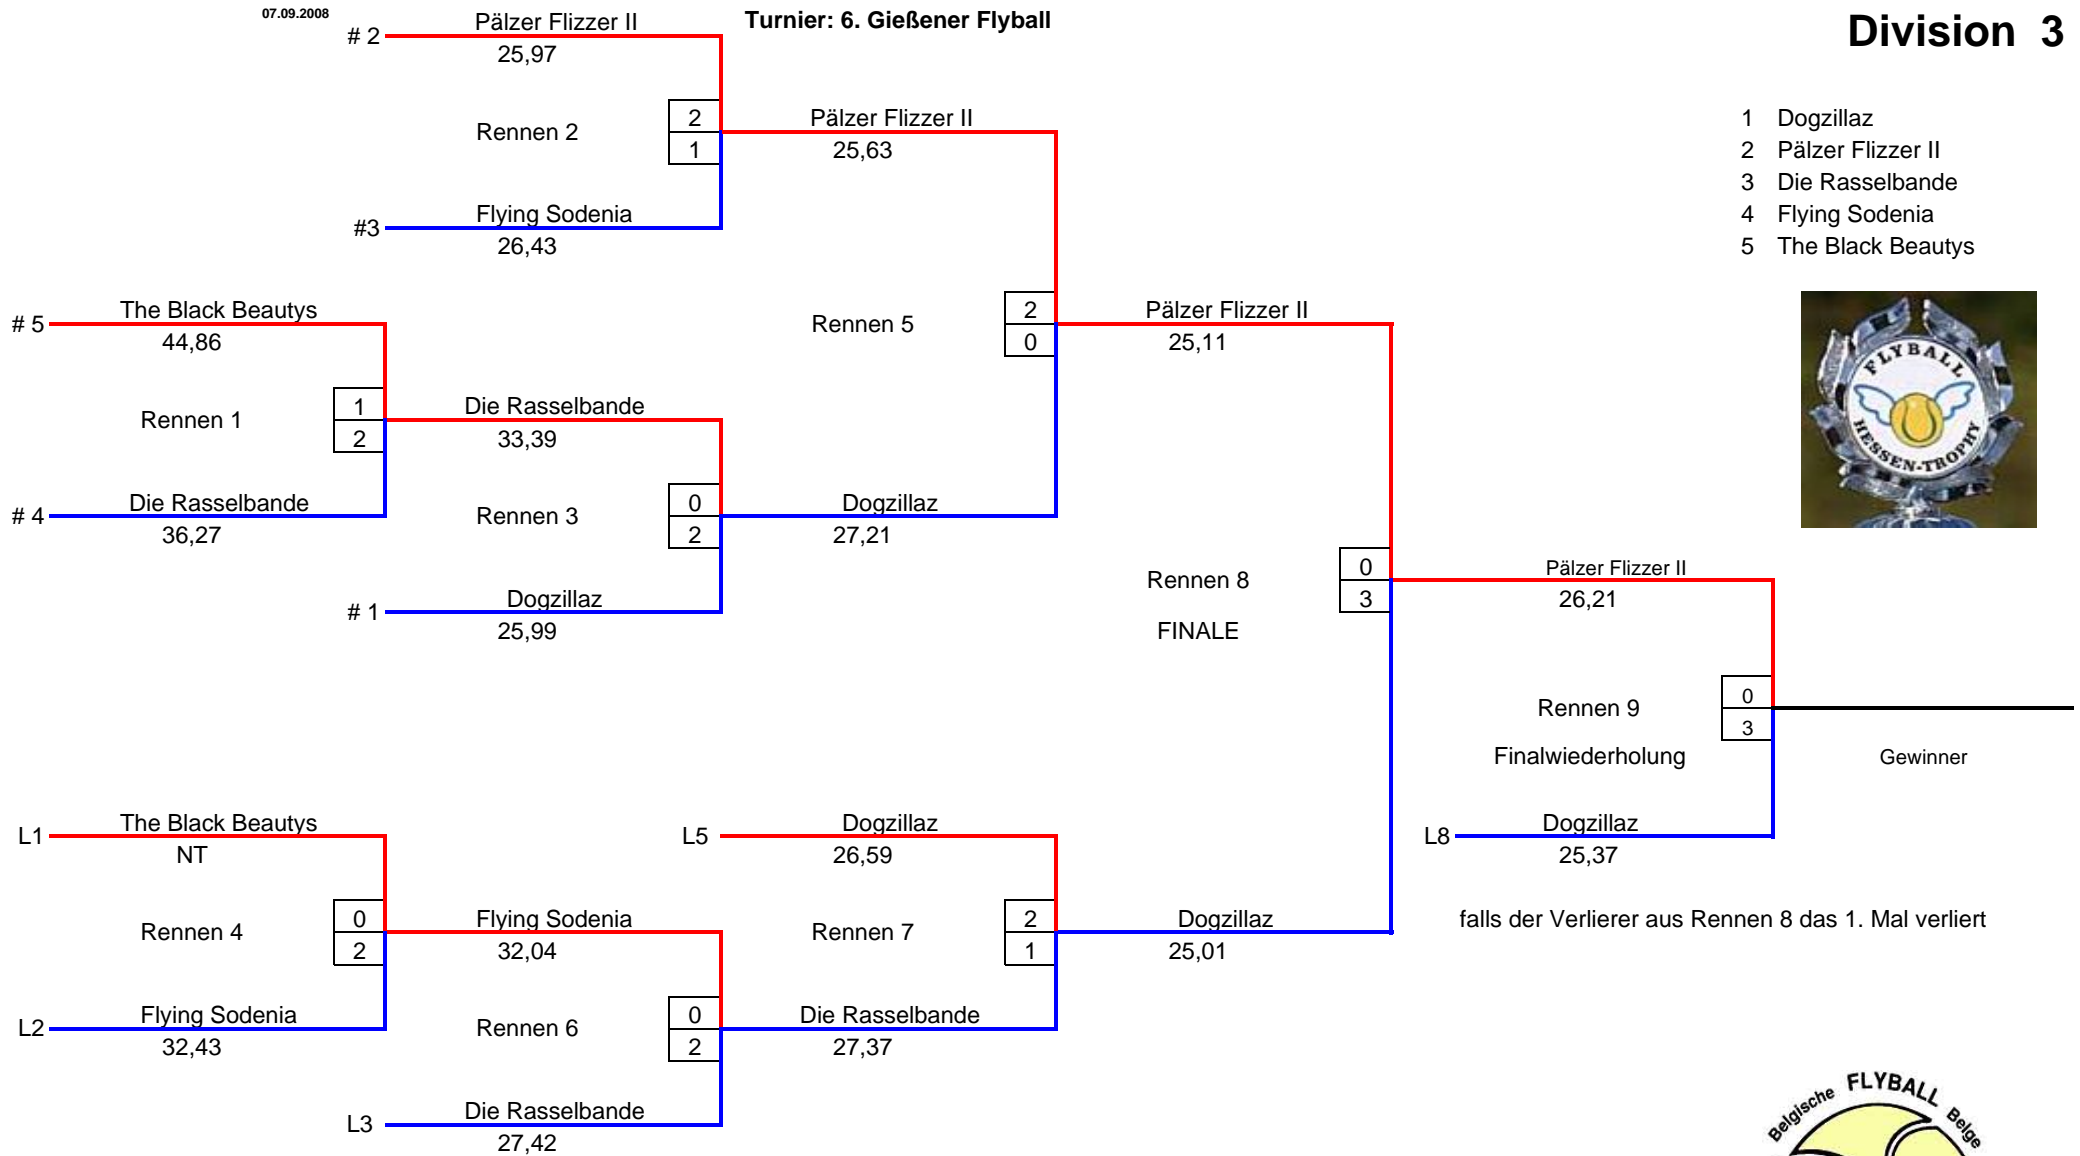 07.09.2008
Turnier: 6. Gießener Flyball
Division 3
# 2
Pälzer Flizzer II
25,97
Rennen 2
2
1
Pälzer Flizzer II
25,63
#3
Flying Sodenia
26,43
1 Dogzillaz
2 Pälzer Flizzer II
3 Die Rasselbande
4 Flying Sodenia
5 The Black Beautys
# 5
The Black Beautys
44,86
Rennen 5
2
0
Pälzer Flizzer II
25,11
FLYBALL
HESSEN-TROPHY
Rennen 1
1
2
Die Rasselbande
33,39
# 4
Die Rasselbande
36,27
Rennen 3
0
2
Dogzillaz
27,21
# 1
Dogzillaz
25,99
Rennen 8
FINALE
0
3
Pälzer Flizzer II
26,21
Rennen 9
Finalwiederholung
0
3
Gewinner
L1
The Black Beautys
NT
L5
Dogzillaz
26,59
L8
Dogzillaz
25,37
Rennen 4
0
2
Flying Sodenia
32,04
Rennen 7
2
1
Dogzillaz
25,01
falls der Verlierer aus Rennen 8 das 1. Mal verliert
L2
Flying Sodenia
32,43
Rennen 6
0
2
Die Rasselbande
27,37
L3
Die Rasselbande
27,42
Belgische FLYBALL Belge